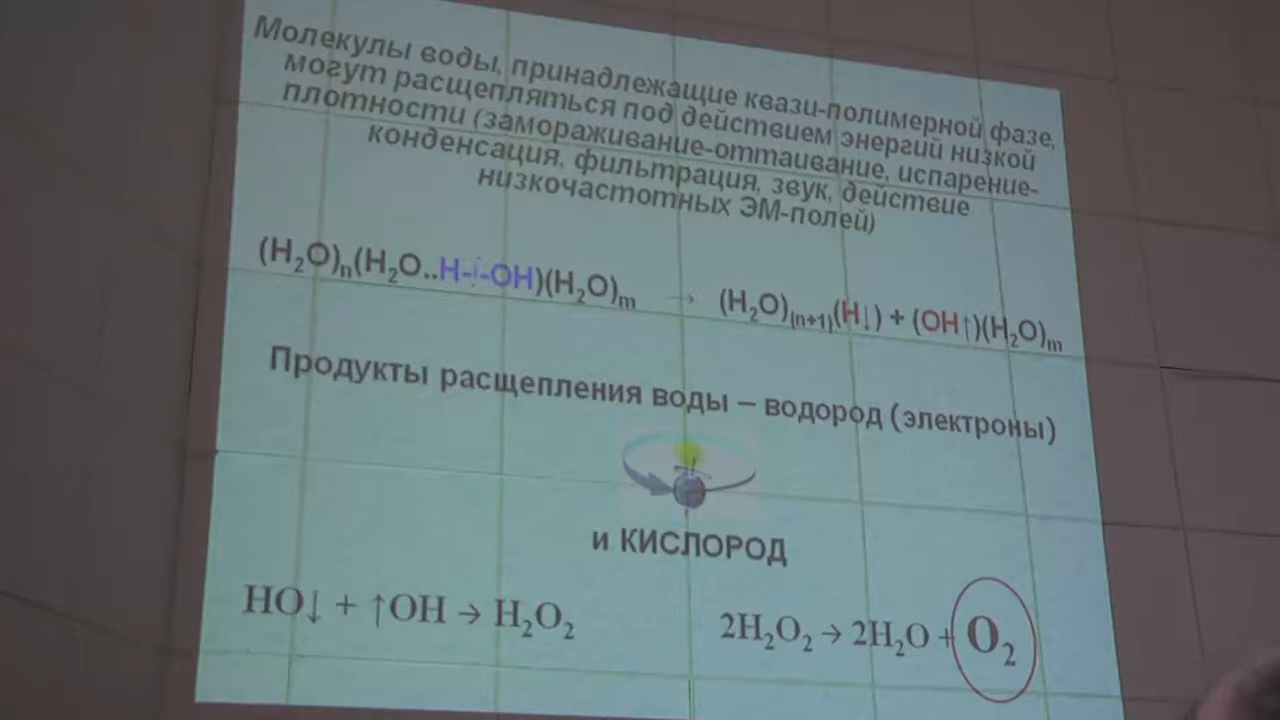 Молекулы воды, принадлежащие квази-полимерной фазе,
могут расщепляться под действием энергий низкой
плотности (замораживание-оттаивание, испарение-
конденсация, фильтрация, звук, действие
низкочастотных ЭМ-полей)
(H₂O)ₙ(H₂O..H-¦-OH)(H₂O)ₘ → (H₂O)₍ₙ₊₁₎(H↓) + (OH↑)(H₂O)ₘ
Продукты расщепления воды – водород (электроны)
и КИСЛОРОД
HO↓ + ↑OH → H₂O₂ 2H₂O₂ → 2H₂O + O₂